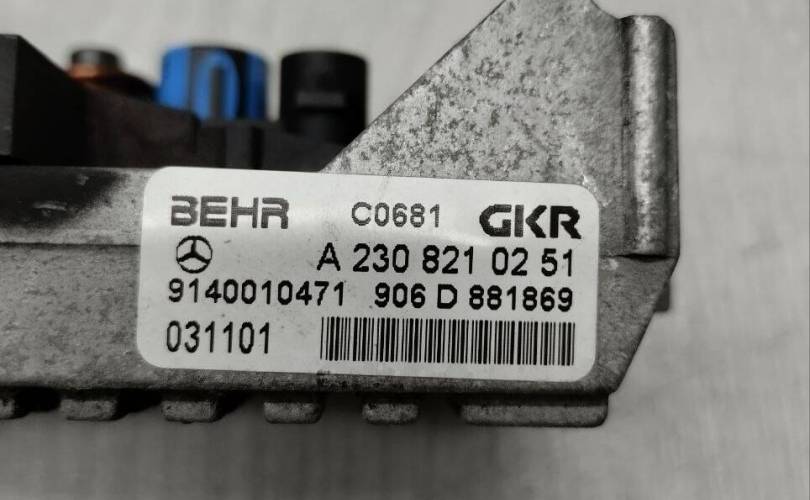 BEHR C0681 GKR
A 230 821 02 51
9140010471 906 D 881869
031101